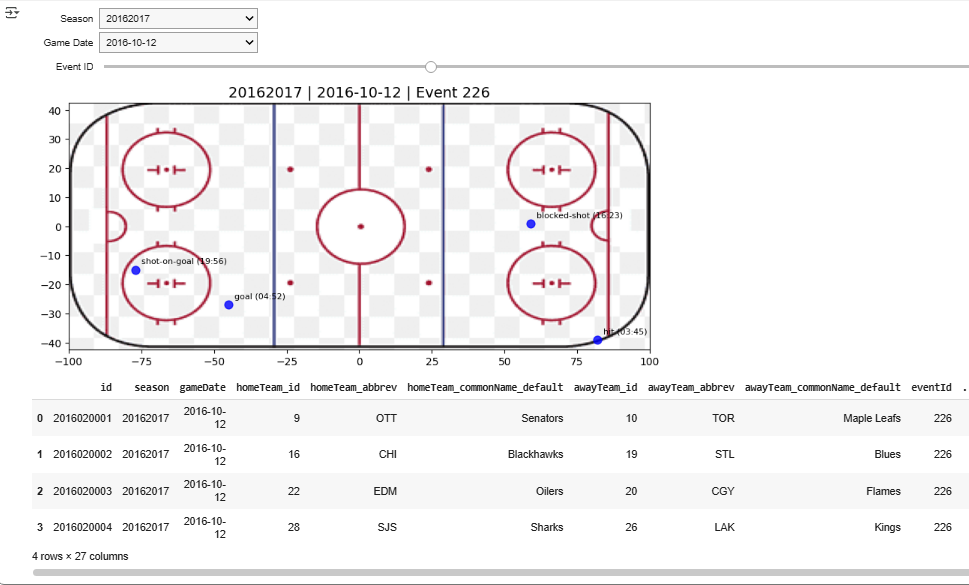 Season 20162017
Game Date 2016-10-12
Event ID
20162017 | 2016-10-12 | Event 226
40
30
20
10
0
−10
−20
−30
−40
blocked-shot (16:23)
shot-on-goal (19:56)
goal (04:52)
hit (03:45)
−100 −75 −50 −25 0 25 50 75 100
id season gameDate homeTeam_id homeTeam_abbrev homeTeam_commonName_default awayTeam_id awayTeam_abbrev awayTeam_commonName_default eventId .
0 2016020001 20162017 2016-10-12 9 OTT Senators 10 TOR Maple Leafs 226
1 2016020002 20162017 2016-10-12 16 CHI Blackhawks 19 STL Blues 226
2 2016020003 20162017 2016-10-12 22 EDM Oilers 20 CGY Flames 226
3 2016020004 20162017 2016-10-12 28 SJS Sharks 26 LAK Kings 226
4 rows × 27 columns